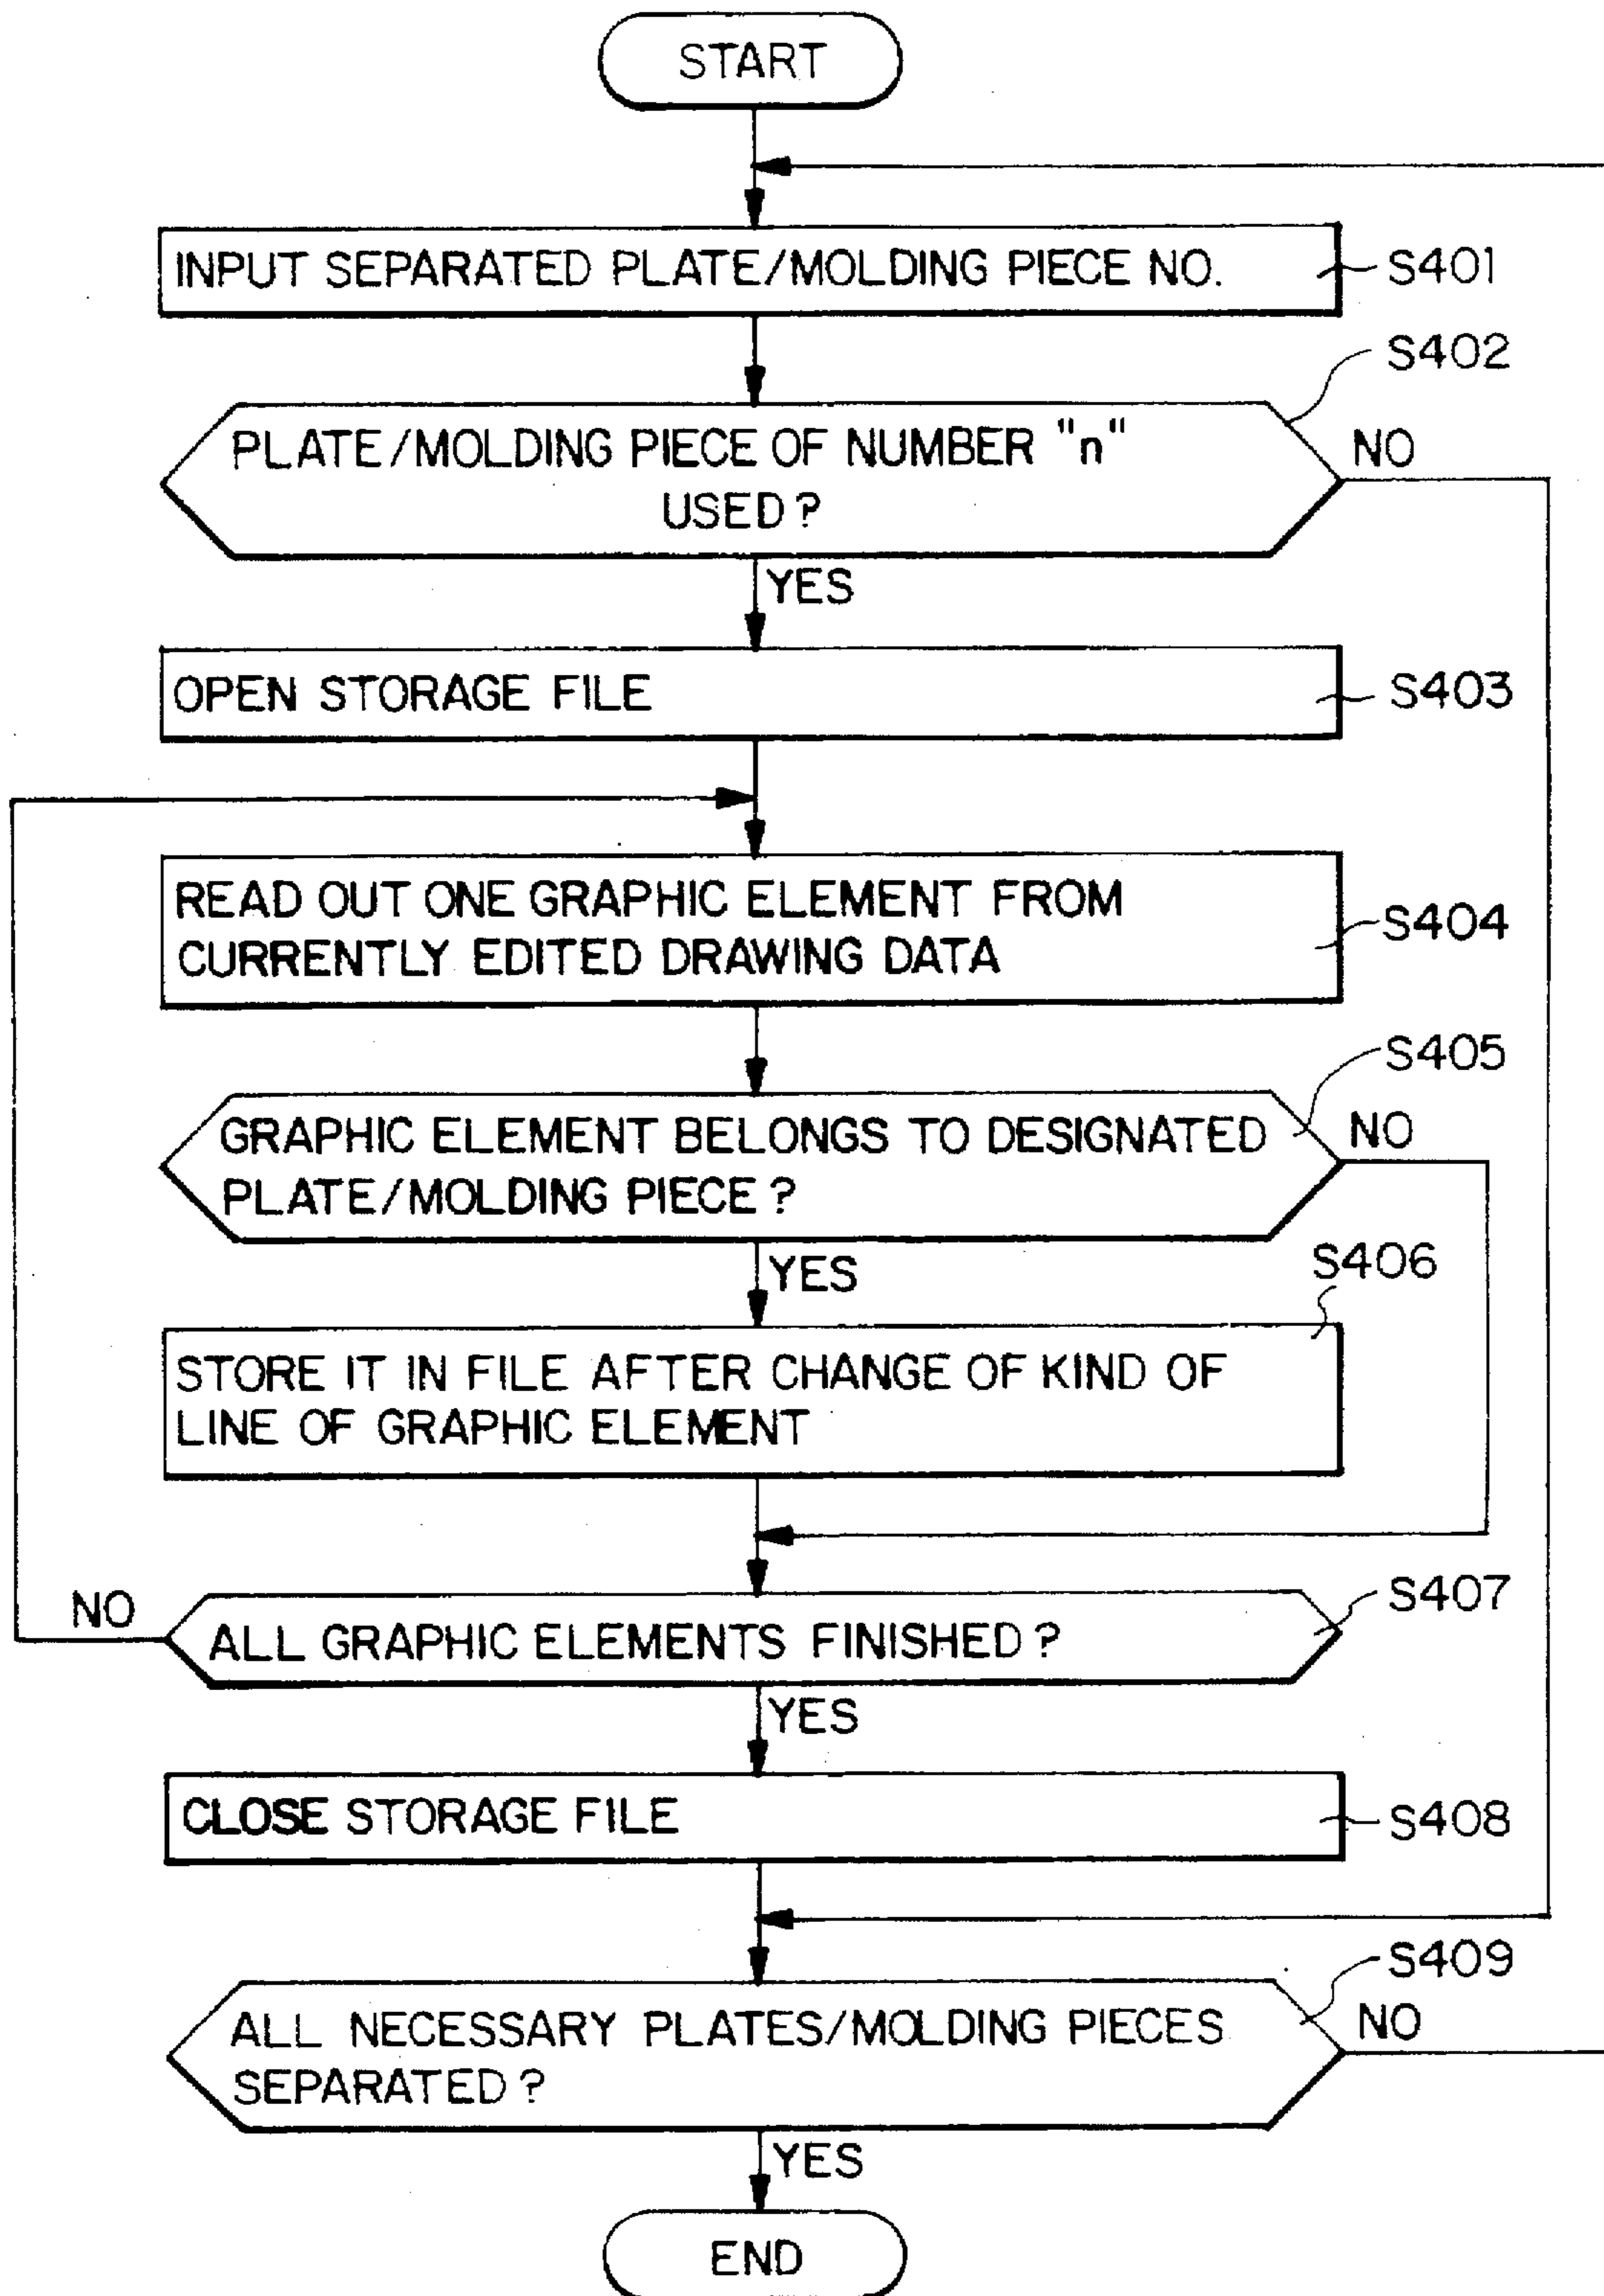 START
INPUT SEPARATED PLATE/MOLDING PIECE NO.
S401
S402
PLATE/MOLDING PIECE OF NUMBER "n"
USED?
NO
YES
OPEN STORAGE FILE
S403
READ OUT ONE GRAPHIC ELEMENT FROM
CURRENTLY EDITED DRAWING DATA
S404
S405
GRAPHIC ELEMENT BELONGS TO DESIGNATED
PLATE/MOLDING PIECE?
NO
YES
S406
STORE IT IN FILE AFTER CHANGE OF KIND OF
LINE OF GRAPHIC ELEMENT
S407
NO
ALL GRAPHIC ELEMENTS FINISHED?
YES
CLOSE STORAGE FILE
S408
S409
ALL NECESSARY PLATES/MOLDING PIECES
SEPARATED?
NO
YES
END